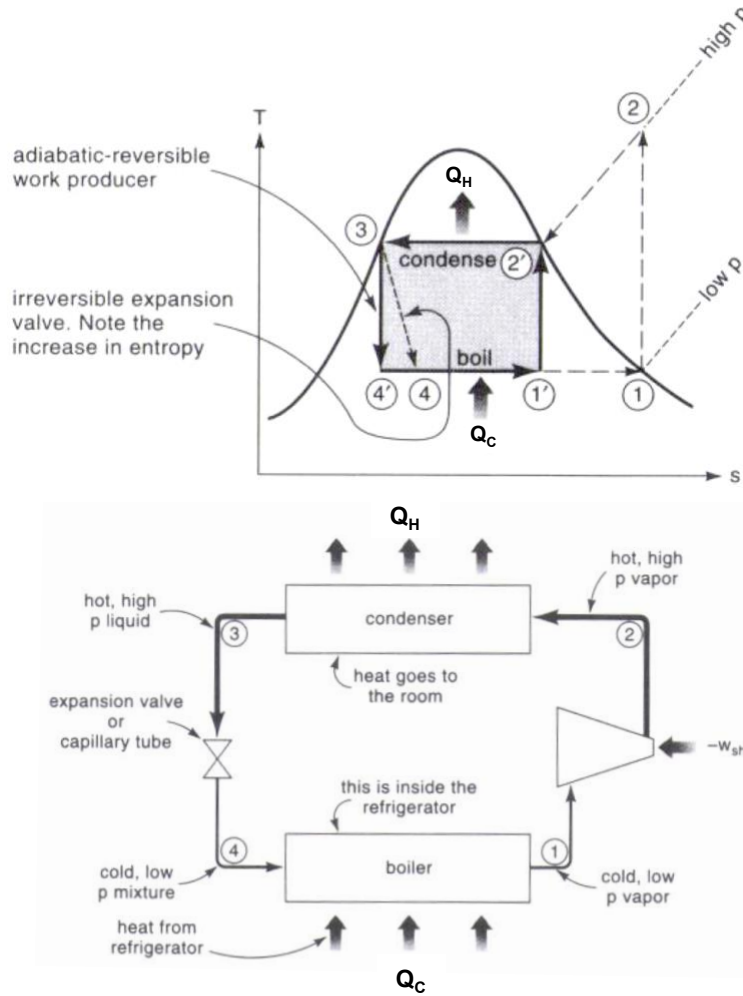 high p
②
T
adiabatic-reversible
work producer
Q_H
③
condense
②′
irreversible expansion
valve. Note the
increase in entropy
low p
boil
④′
④
①′
①
Q_C
s
Q_H
hot, high
p vapor
hot, high
p liquid
condenser
③
②
heat goes to
the room
expansion valve
or
capillary tube
–w_sh
this is inside the
refrigerator
④
boiler
①
cold, low
p mixture
cold, low
p vapor
heat from
refrigerator
Q_C